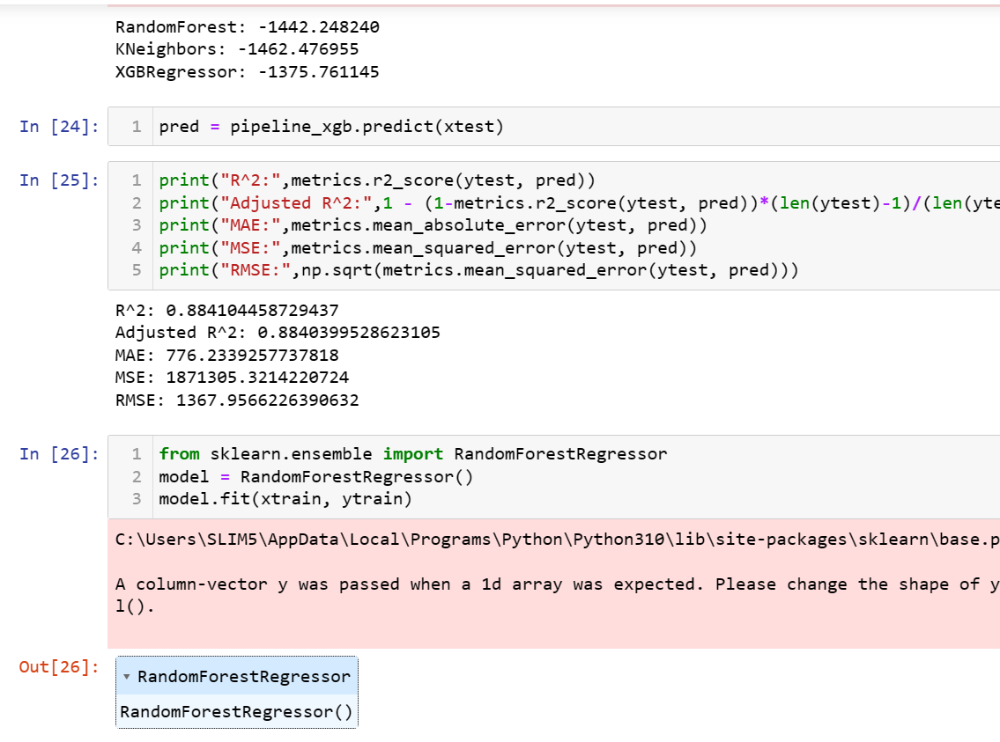 RandomForest: -1442.248240
KNeighbors: -1462.476955
XGBRegressor: -1375.761145
In [24]:
1 pred = pipeline_xgb.predict(xtest)
In [25]:
1 print("R^2:",metrics.r2_score(ytest, pred))
2 print("Adjusted R^2:",1 - (1-metrics.r2_score(ytest, pred))*(len(ytest)-1)/(len(yte
3 print("MAE:",metrics.mean_absolute_error(ytest, pred))
4 print("MSE:",metrics.mean_squared_error(ytest, pred))
5 print("RMSE:",np.sqrt(metrics.mean_squared_error(ytest, pred)))
R^2: 0.884104458729437
Adjusted R^2: 0.8840399528623105
MAE: 776.2339257737818
MSE: 1871305.3214220724
RMSE: 1367.9566226390632
In [26]:
1 from sklearn.ensemble import RandomForestRegressor
2 model = RandomForestRegressor()
3 model.fit(xtrain, ytrain)
C:\Users\SLIM5\AppData\Local\Programs\Python\Python310\lib\site-packages\sklearn\base.p
A column-vector y was passed when a 1d array was expected. Please change the shape of y
l().
Out[26]:
RandomForestRegressor
RandomForestRegressor()